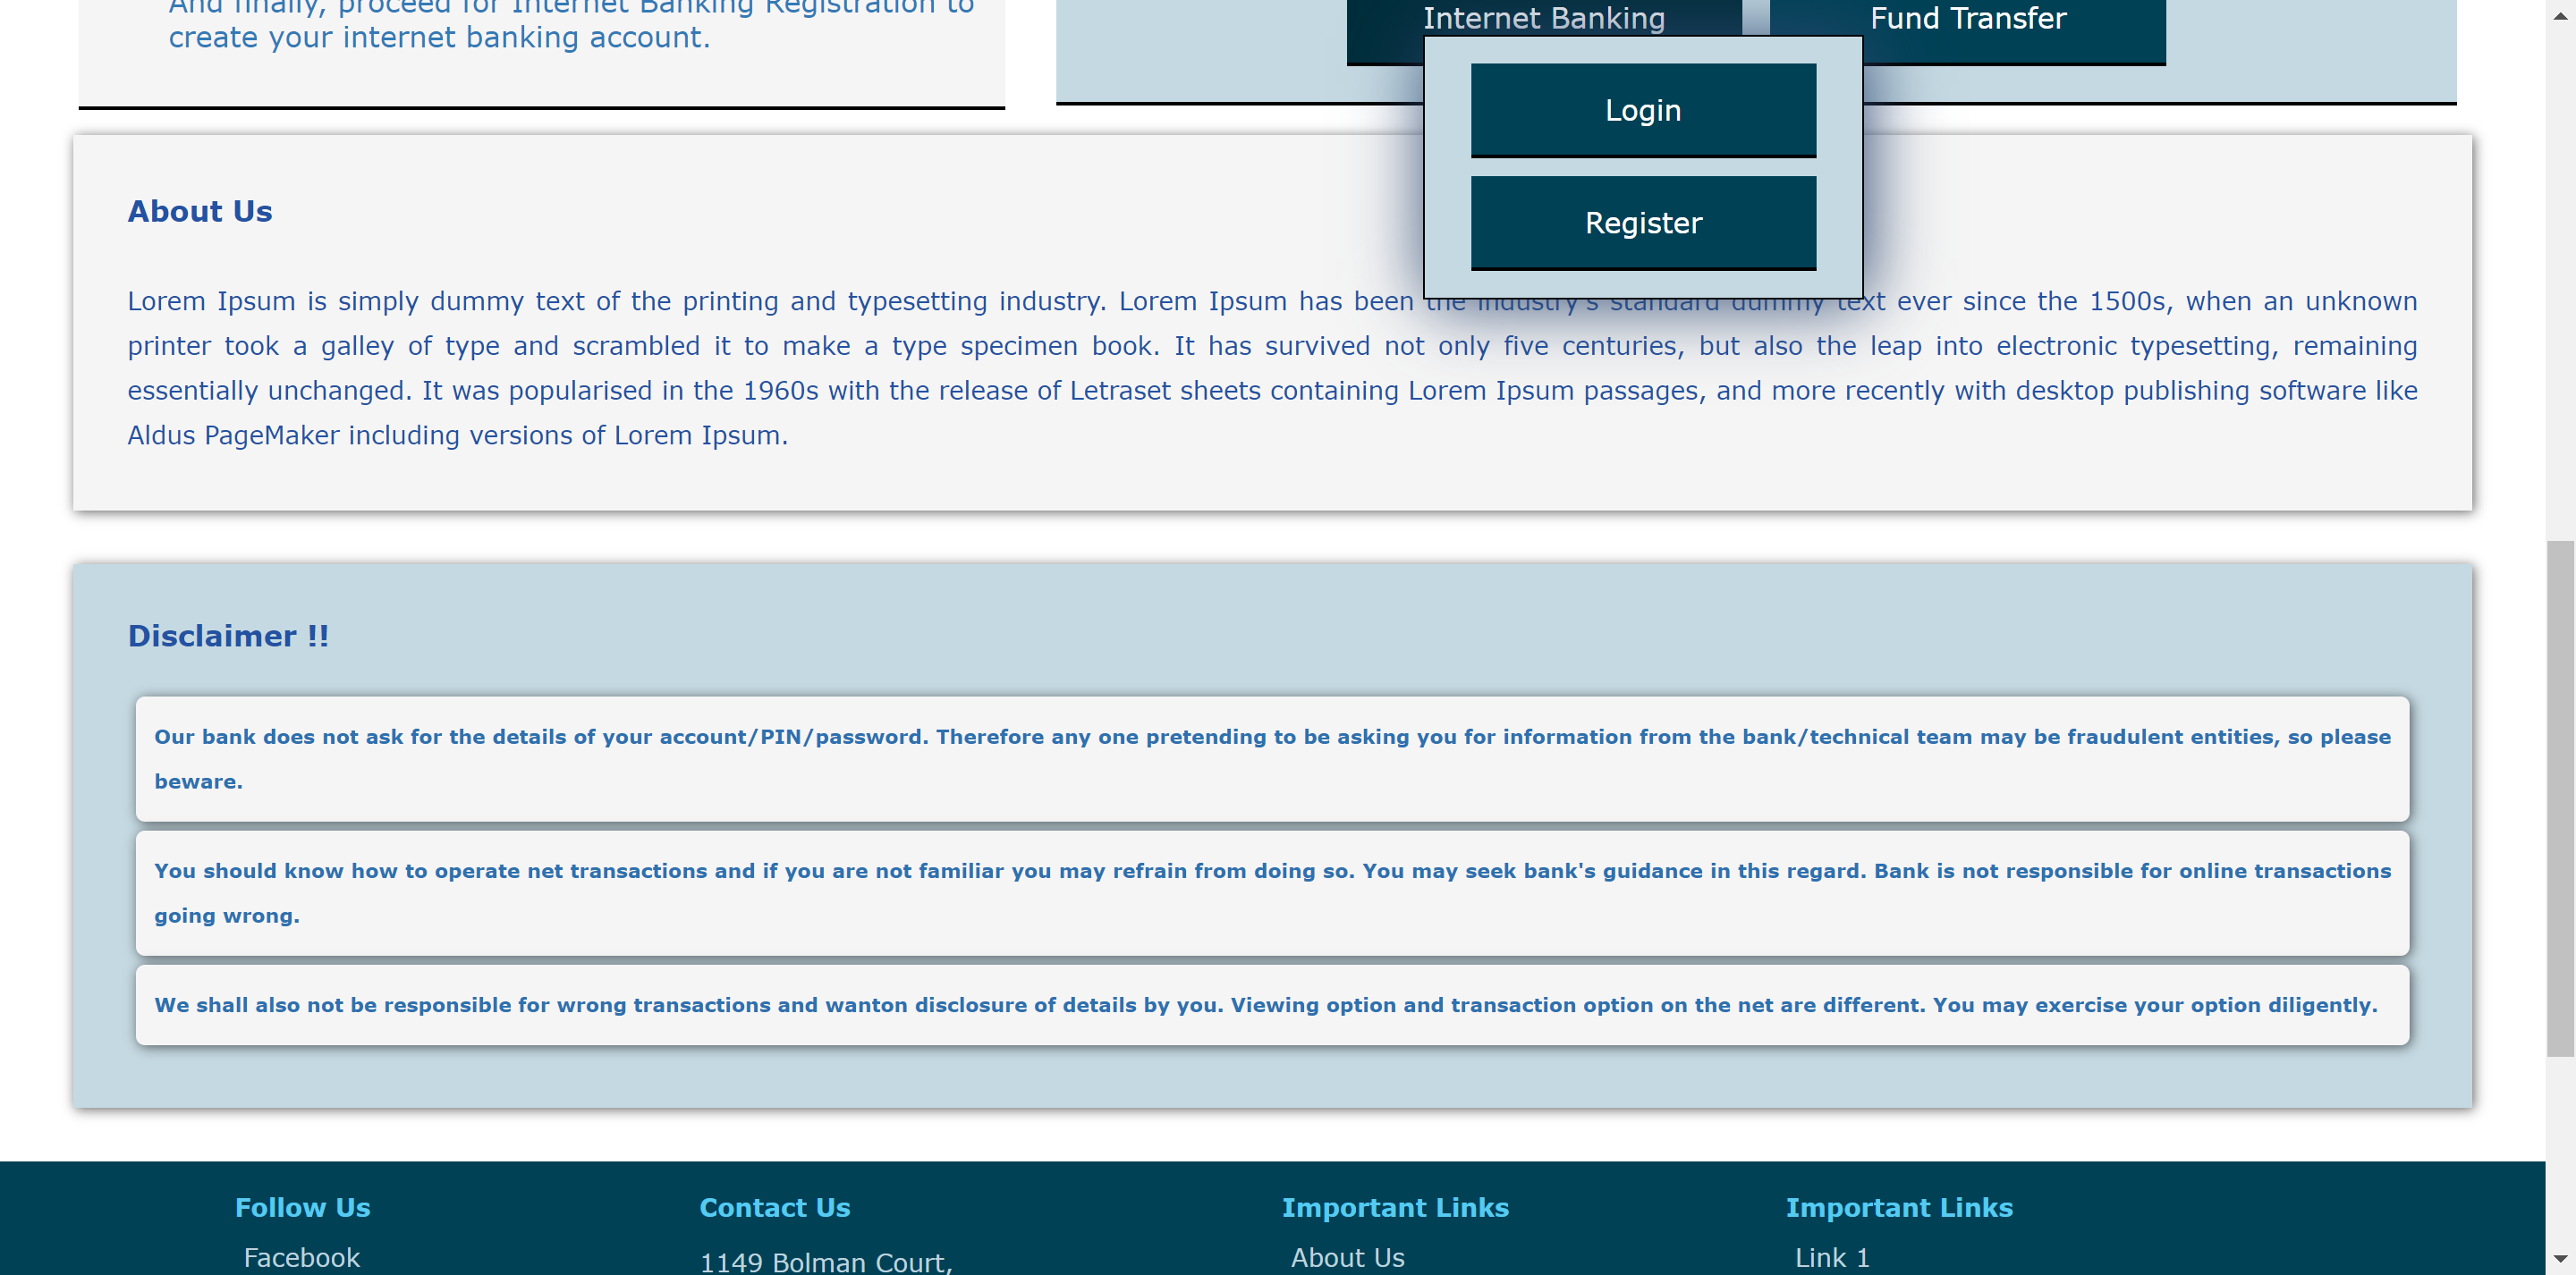 And finally, proceed for Internet Banking Registration to
create your internet banking account.
Internet Banking
Fund Transfer
Login
Register
About Us
Lorem Ipsum is simply dummy text of the printing and typesetting industry. Lorem Ipsum has been the industry's standard dummy text ever since the 1500s, when an unknown
printer took a galley of type and scrambled it to make a type specimen book. It has survived not only five centuries, but also the leap into electronic typesetting, remaining
essentially unchanged. It was popularised in the 1960s with the release of Letraset sheets containing Lorem Ipsum passages, and more recently with desktop publishing software like
Aldus PageMaker including versions of Lorem Ipsum.
Disclaimer !!
Our bank does not ask for the details of your account/PIN/password. Therefore any one pretending to be asking you for information from the bank/technical team may be fraudulent entities, so please
beware.
You should know how to operate net transactions and if you are not familiar you may refrain from doing so. You may seek bank's guidance in this regard. Bank is not responsible for online transactions
going wrong.
We shall also not be responsible for wrong transactions and wanton disclosure of details by you. Viewing option and transaction option on the net are different. You may exercise your option diligently.
Follow Us
Facebook
Contact Us
1149 Bolman Court,
Important Links
About Us
Important Links
Link 1